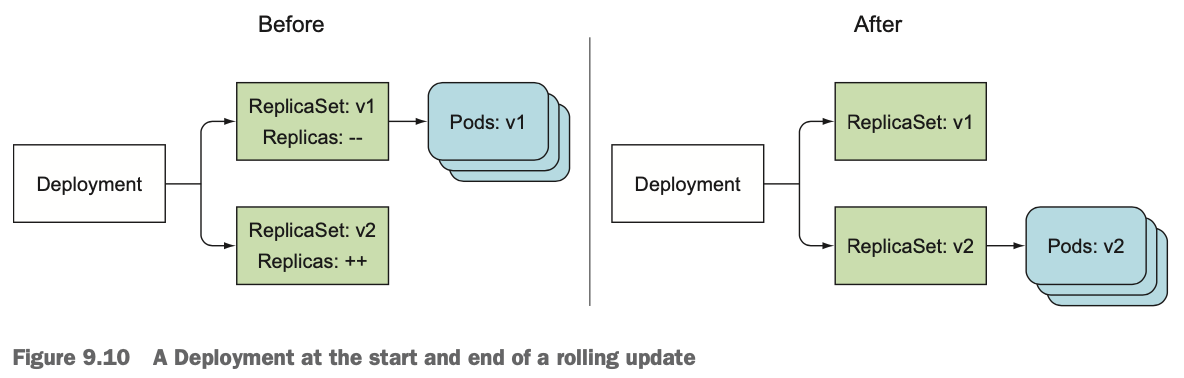 Before
After
ReplicaSet: v1
Replicas: --
Pods: v1
Deployment
ReplicaSet: v2
Replicas: ++
ReplicaSet: v1
Deployment
ReplicaSet: v2
Pods: v2
Figure 9.10 A Deployment at the start and end of a rolling update